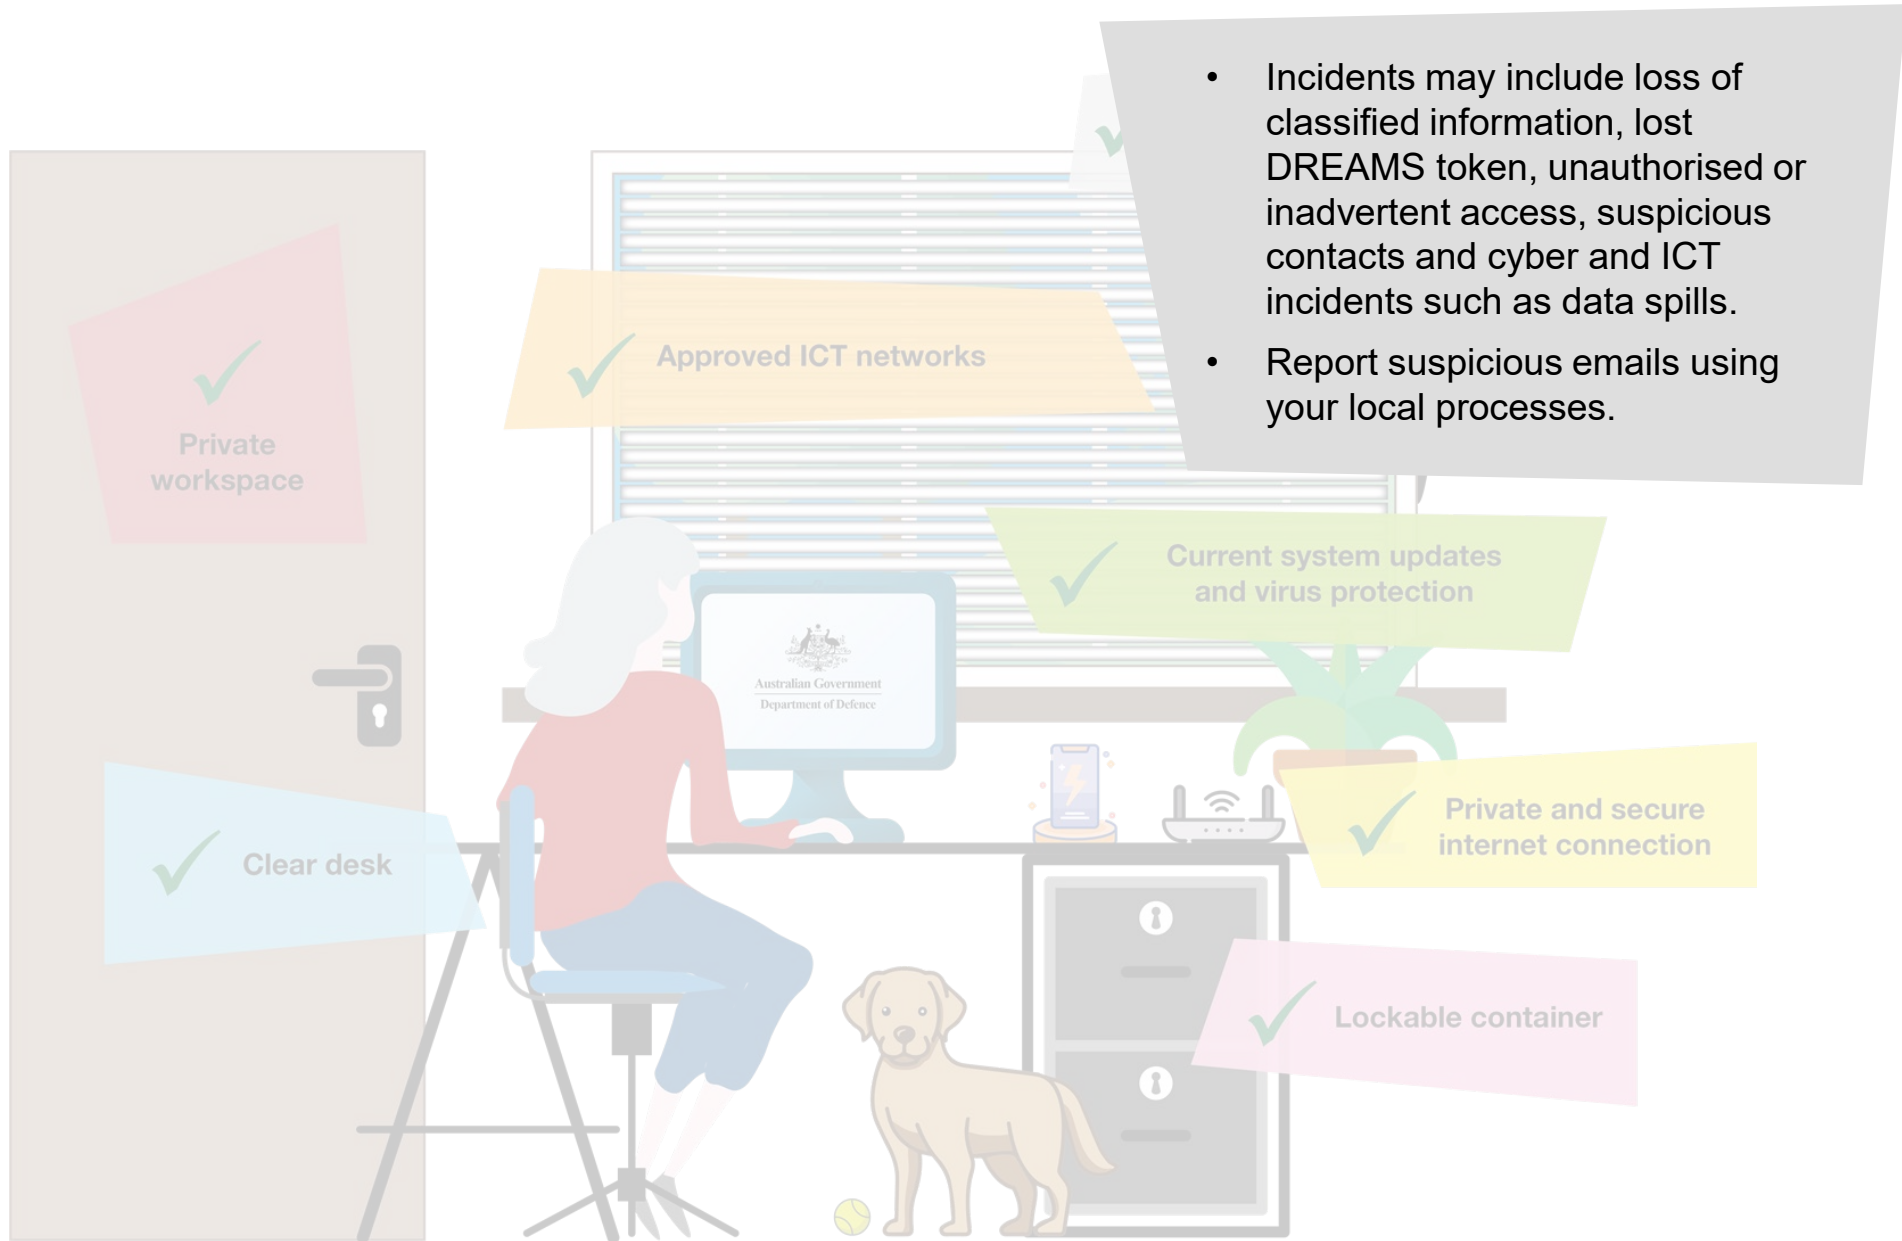 • Incidents may include loss of
classified information, lost
DREAMS token, unauthorised or
inadvertent access, suspicious
contacts and cyber and ICT
incidents such as data spills.
• Report suspicious emails using
your local processes.
Approved ICT networks
Private
workspace
Current system updates
and virus protection
Australian Government
Department of Defence
Private and secure
internet connection
Clear desk
Lockable container